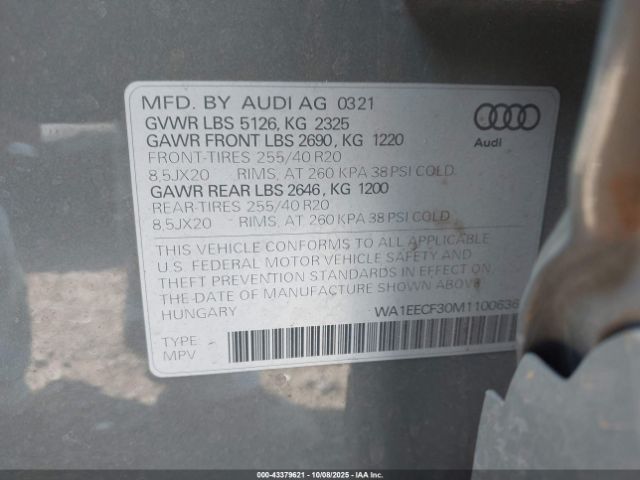 MFD. BY AUDI AG 0321
GVWR LBS 5126, KG 2325
GAWR FRONT LBS 2690, KG 1220
FRONT-TIRES 255/40 R20
8,5JX20 RIMS, AT 260 KPA 38 PSI COLD.
GAWR REAR LBS 2646, KG 1200
REAR-TIRES 255/40 R20
8,5JX20 RIMS, AT 260 KPA 38 PSI COLD
THIS VEHICLE CONFORMS TO ALL APPLICABLE
U.S. FEDERAL MOTOR VEHICLE SAFETY AND
THEFT PREVENTION STANDARDS IN EFFECT ON
THE DATE OF MANUFACTURE SHOWN ABOVE
HUNGARY WA1EECF30M1100636
TYPE
MPV
Audi
000-43379621 - 10/08/2025 - IAA Inc.